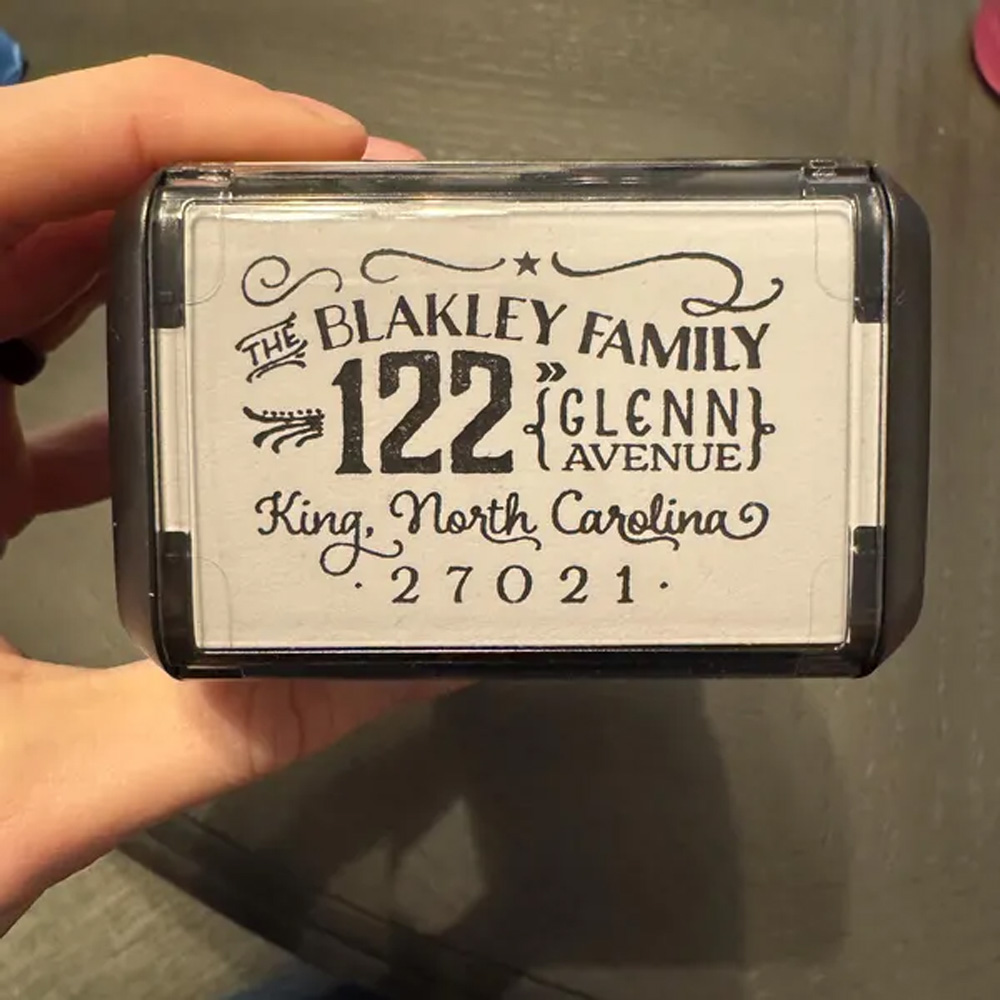 THE BLAKLEY FAMILY
122 » {GLENN AVENUE}
King, North Carolina
· 27021 ·